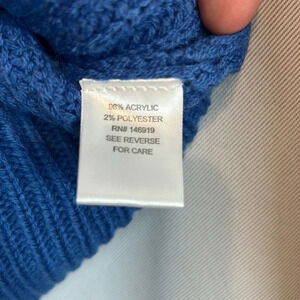 98% ACRYLIC
2% POLYESTER
RN# 146919
SEE REVERSE
FOR CARE